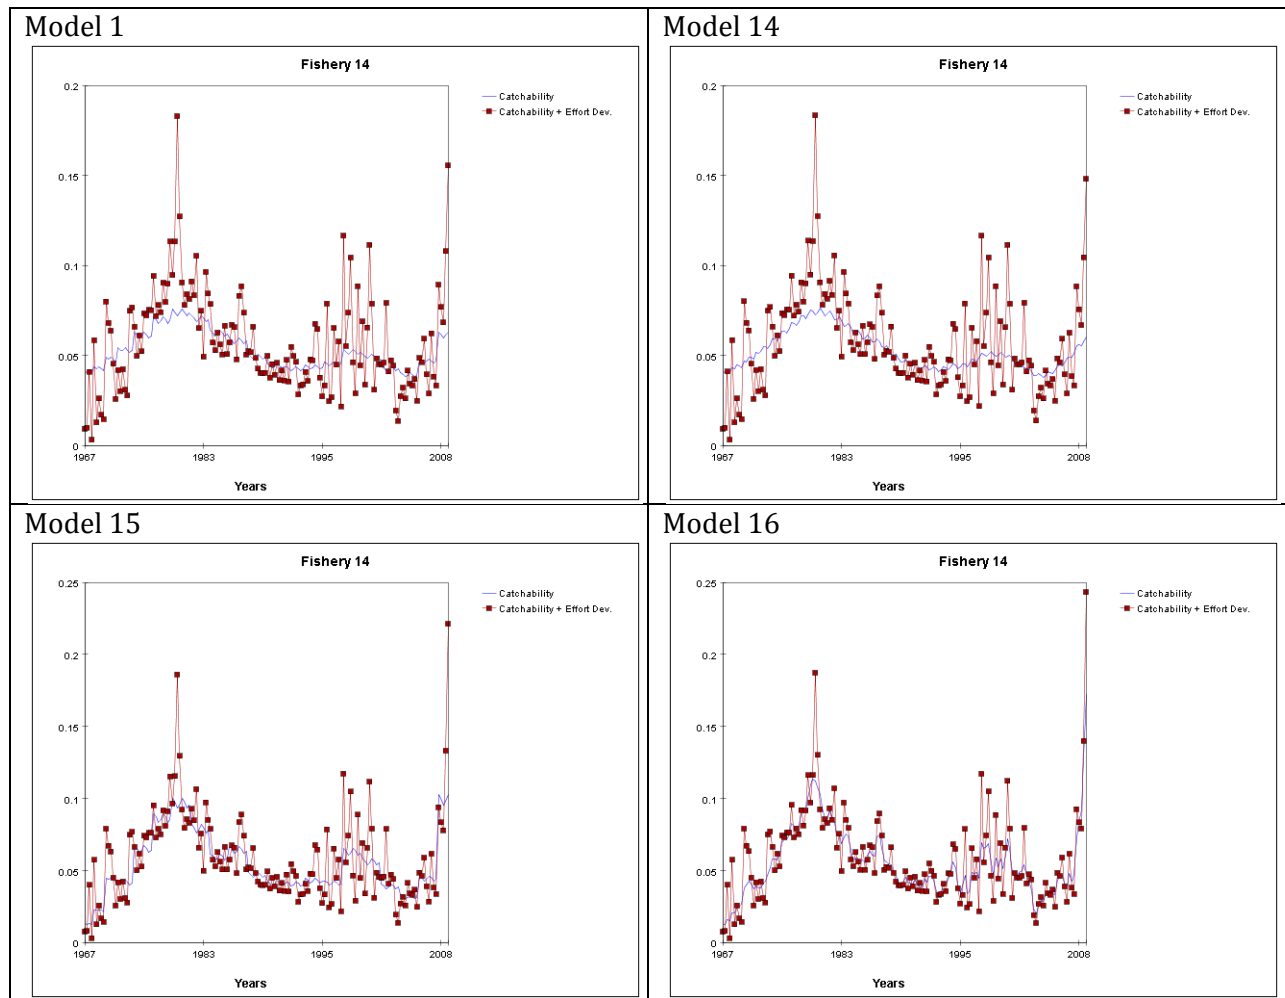 Model 1
Fishery 14
0.2
Catchability
Catchability + Effort Dev.
0.15
0.1
0.05
0
1967 1983 1995 2008
Years
Model 14
Fishery 14
0.2
Catchability
Catchability + Effort Dev.
0.15
0.1
0.05
0
1967 1983 1995 2008
Years
Model 15
Fishery 14
0.25
Catchability
Catchability + Effort Dev.
0.2
0.15
0.1
0.05
0
1967 1983 1995 2008
Years
Model 16
Fishery 14
0.25
Catchability
Catchability + Effort Dev.
0.2
0.15
0.1
0.05
0
1967 1983 1995 2008
Years